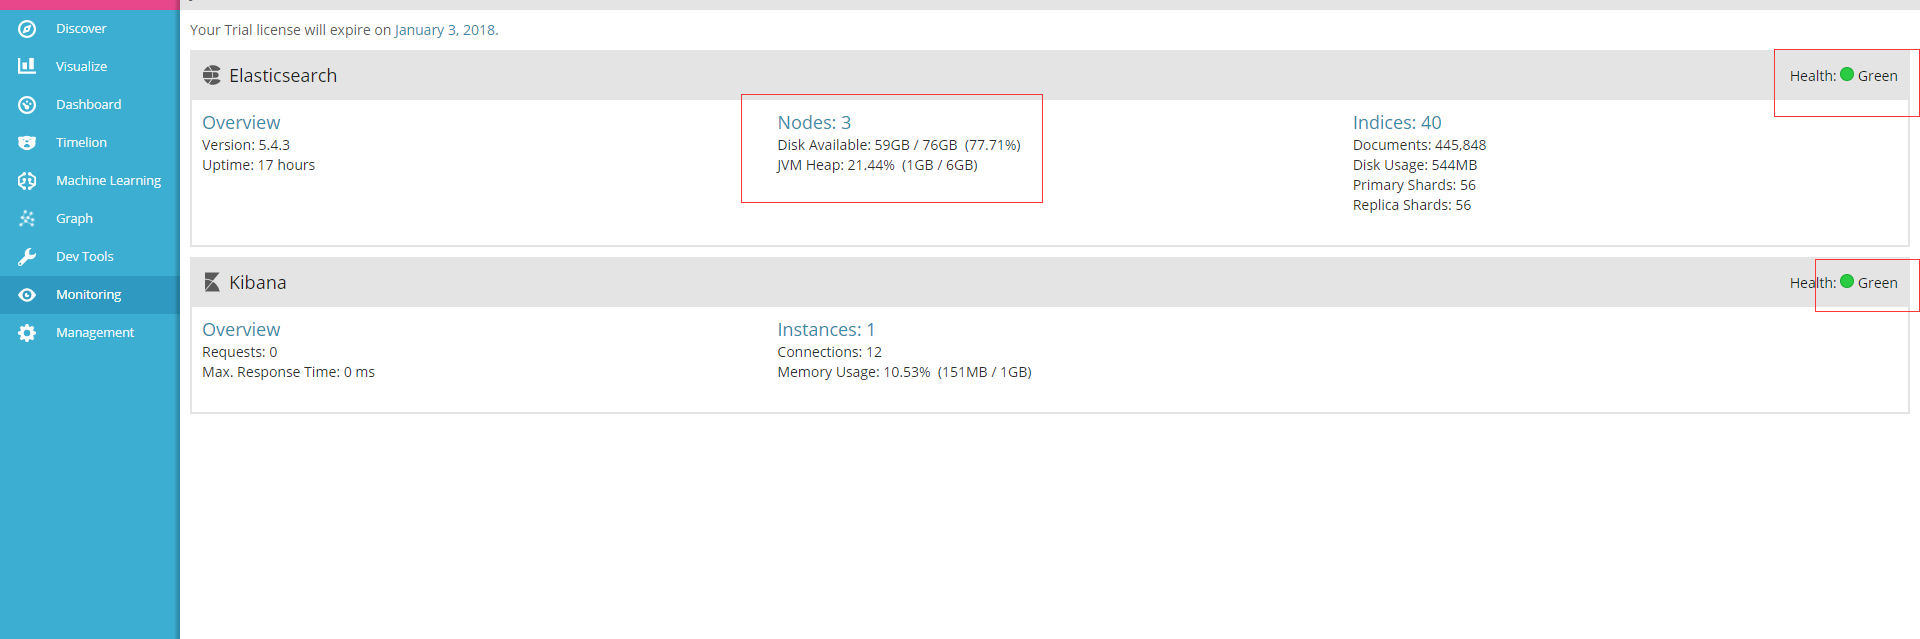 Discover
Visualize
Dashboard
Timelion
Machine Learning
Graph
Dev Tools
Monitoring
Management
Your Trial license will expire on January 3, 2018.
Elasticsearch
Health: Green
Overview
Version: 5.4.3
Uptime: 17 hours
Nodes: 3
Disk Available: 59GB / 76GB (77.71%)
JVM Heap: 21.44% (1GB / 6GB)
Indices: 40
Documents: 445,848
Disk Usage: 544MB
Primary Shards: 56
Replica Shards: 56
Kibana
Health: Green
Overview
Requests: 0
Max. Response Time: 0 ms
Instances: 1
Connections: 12
Memory Usage: 10.53% (151MB / 1GB)